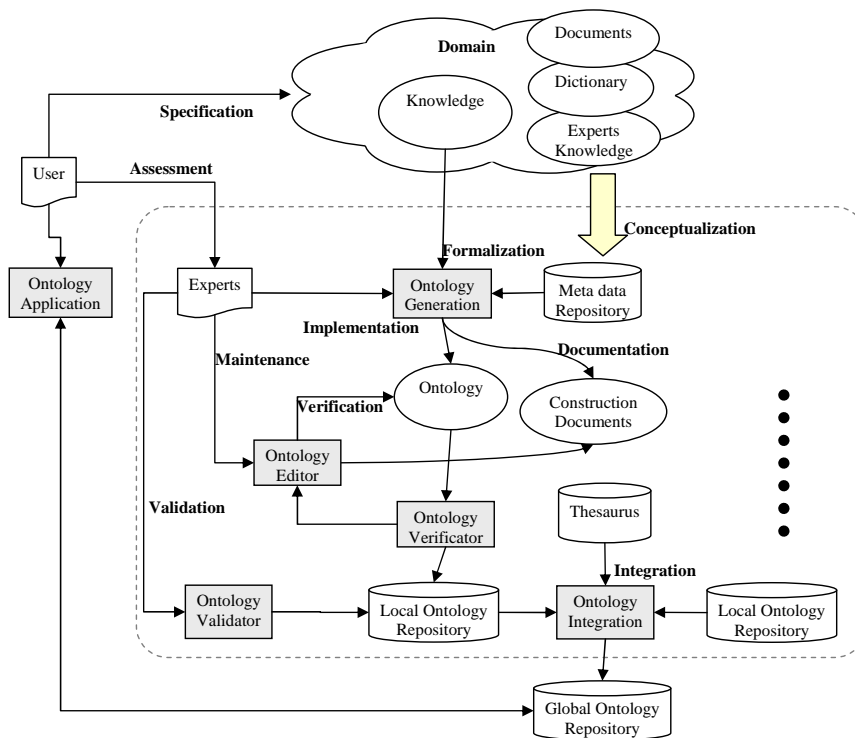 Documents
Domain
Dictionary
Knowledge
Specification
Experts
Knowledge
User
Assessment
Conceptualization
Formalization
Ontology
Application
Experts
Ontology
Generation
Meta data
Repository
Implementation
Documentation
Maintenance
Ontology
Verification
Construction
Documents
Ontology
Editor
Validation
Ontology
Verificator
Thesaurus
Integration
Ontology
Validator
Local Ontology
Repository
Ontology
Integration
Local Ontology
Repository
Global Ontology
Repository